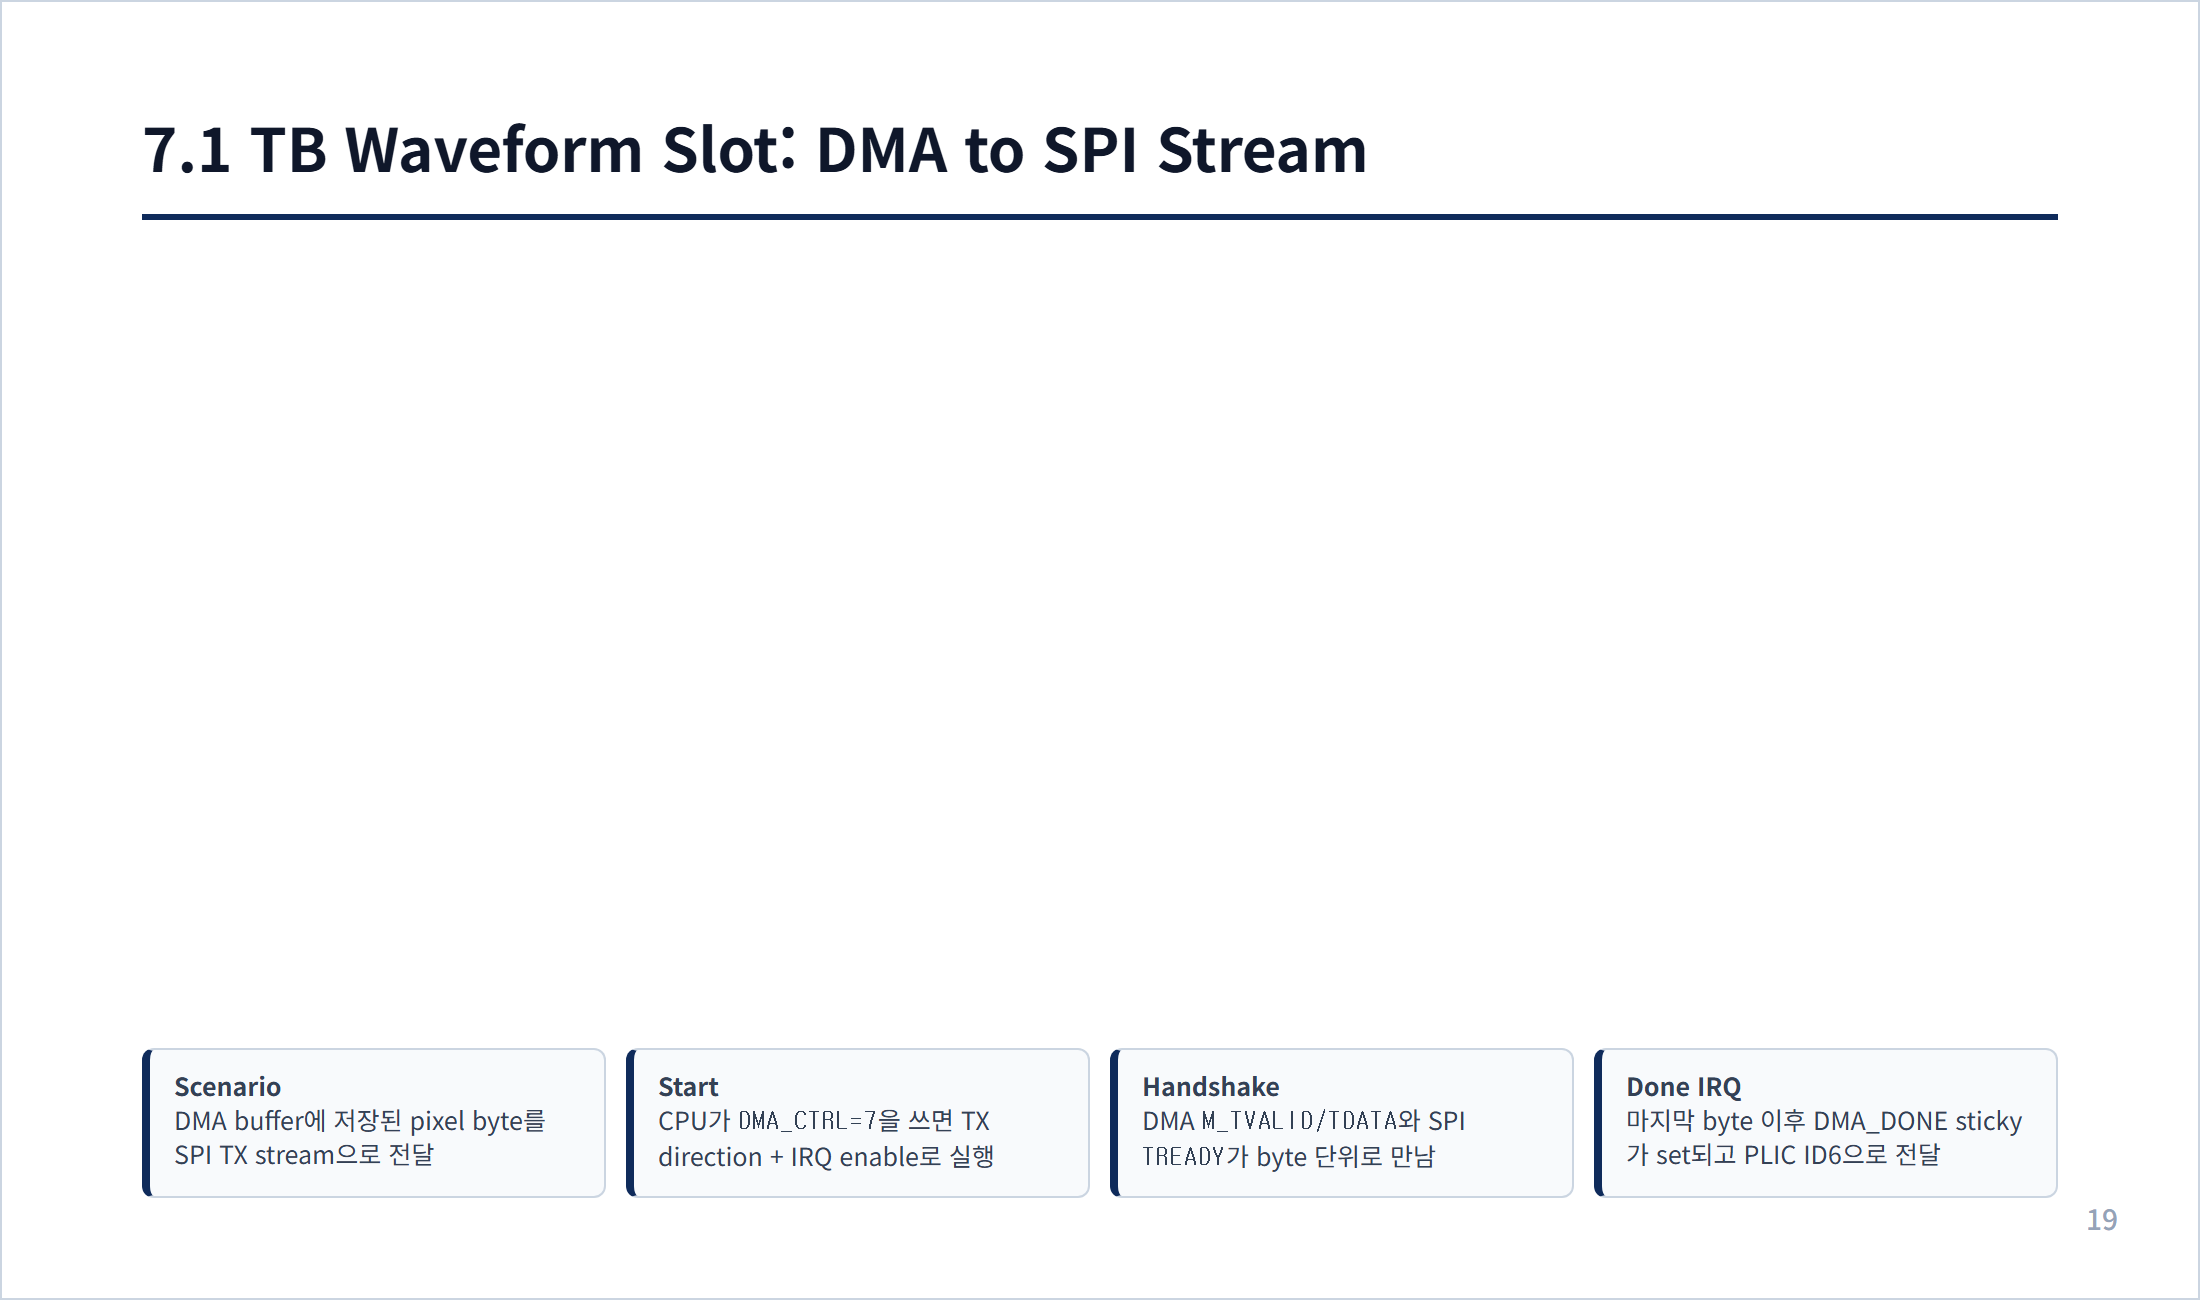 7.1 TB Waveform Slot: DMA to SPI Stream
Scenario
DMA buffer에 저장된 pixel byte를
SPI TX stream으로 전달
Start
CPU가 DMA_CTRL=7을 쓰면 TX
direction + IRQ enable로 실행
Handshake
DMA M_TVALID/TDATA와 SPI
TREADY가 byte 단위로 만남
Done IRQ
마지막 byte 이후 DMA_DONE sticky
가 set되고 PLIC ID6으로 전달
19